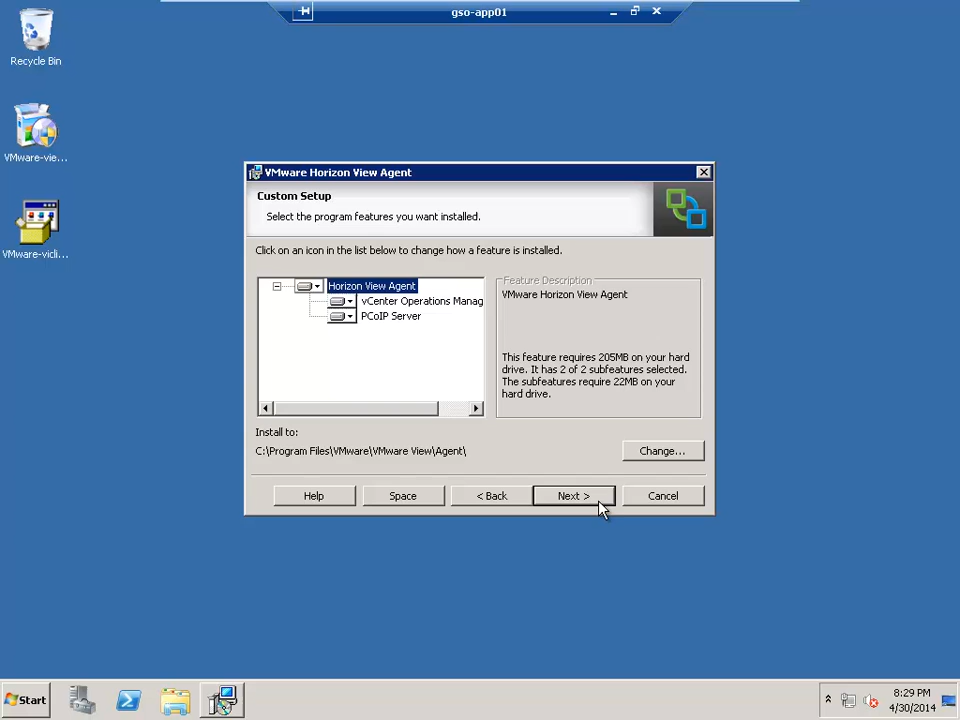 gso-app01
Recycle Bin
VMware-vie...
VMware-vicli...
VMware Horizon View Agent
Custom Setup
Select the program features you want installed.
Click on an icon in the list below to change how a feature is installed.
Horizon View Agent
vCenter Operations Manag
PCoIP Server
Feature Description
VMware Horizon View Agent
This feature requires 205MB on your hard
drive. It has 2 of 2 subfeatures selected.
The subfeatures require 22MB on your
hard drive.
Install to:
C:\Program Files\VMware\VMware View\Agent\
Change...
Help
Space
< Back
Next >
Cancel
Start
8:29 PM
4/30/2014